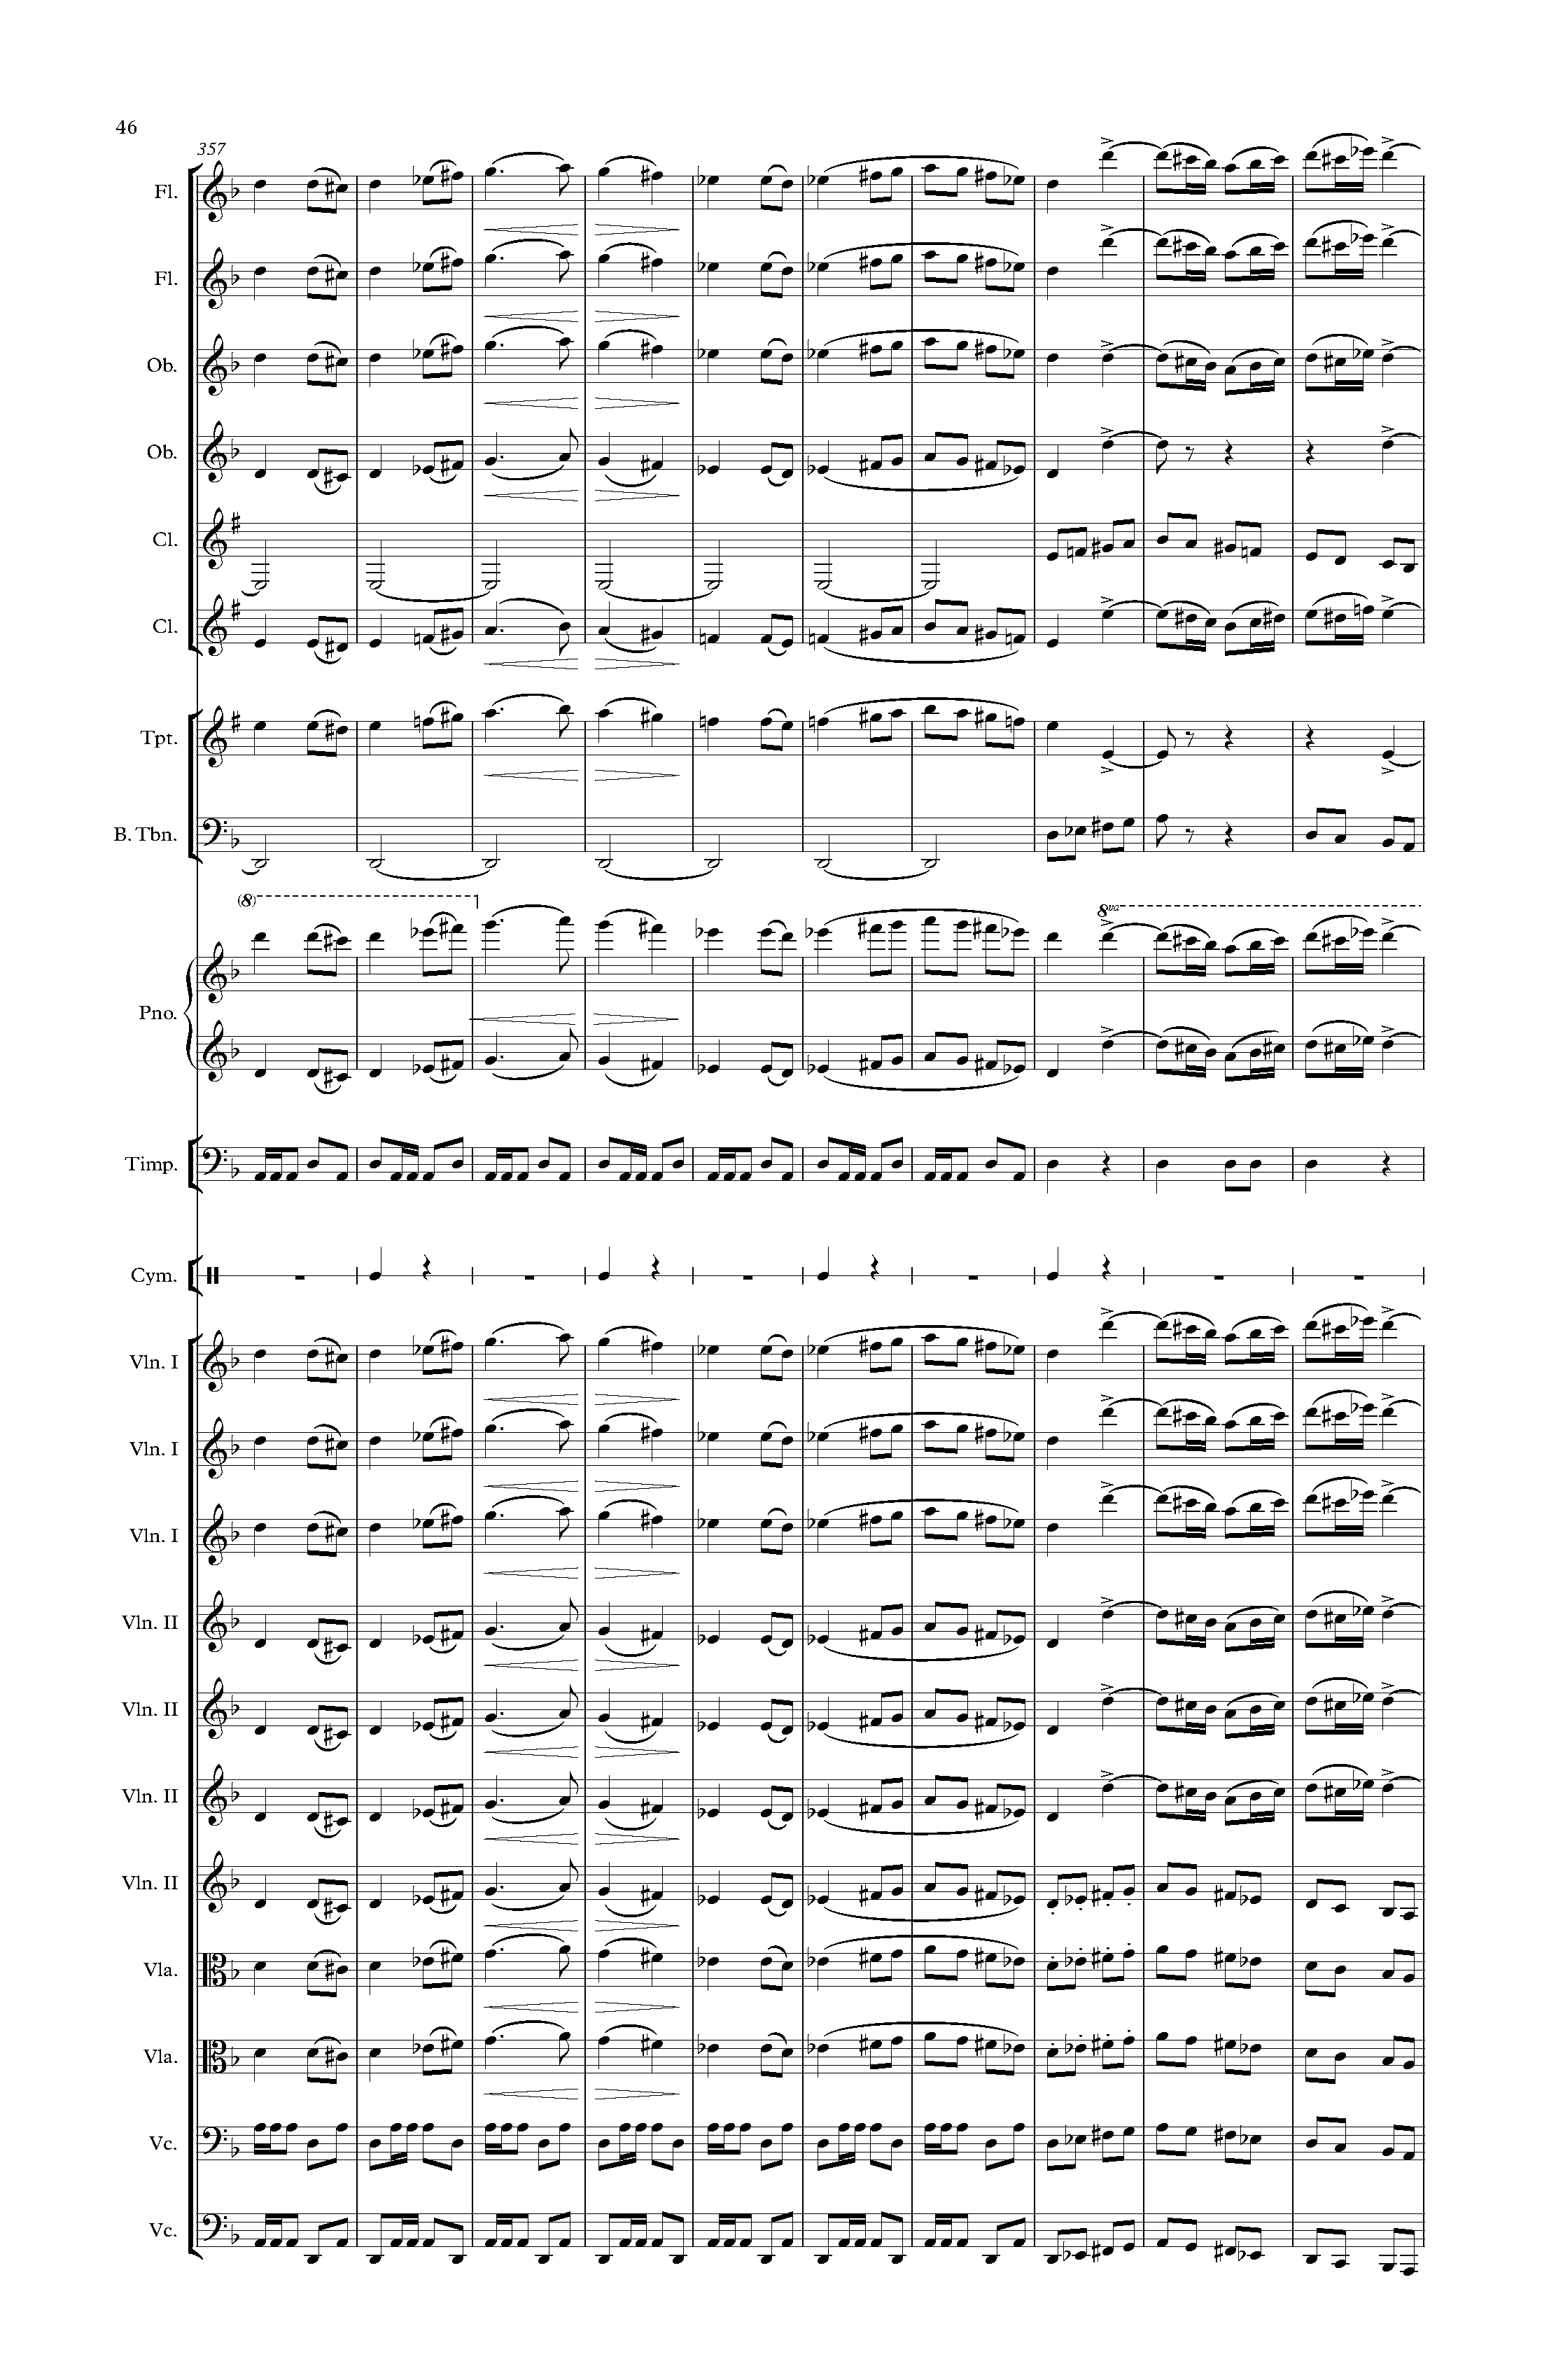 46
357
Fl.
Fl.
Ob.
Ob.
Cl.
Cl.
Tpt.
B. Tbn.
(8)
8va
Pno.
Timp.
Cym.
Vln. I
Vln. I
Vln. I
Vln. II
Vln. II
Vln. II
Vln. II
Vla.
Vla.
Vc.
Vc.